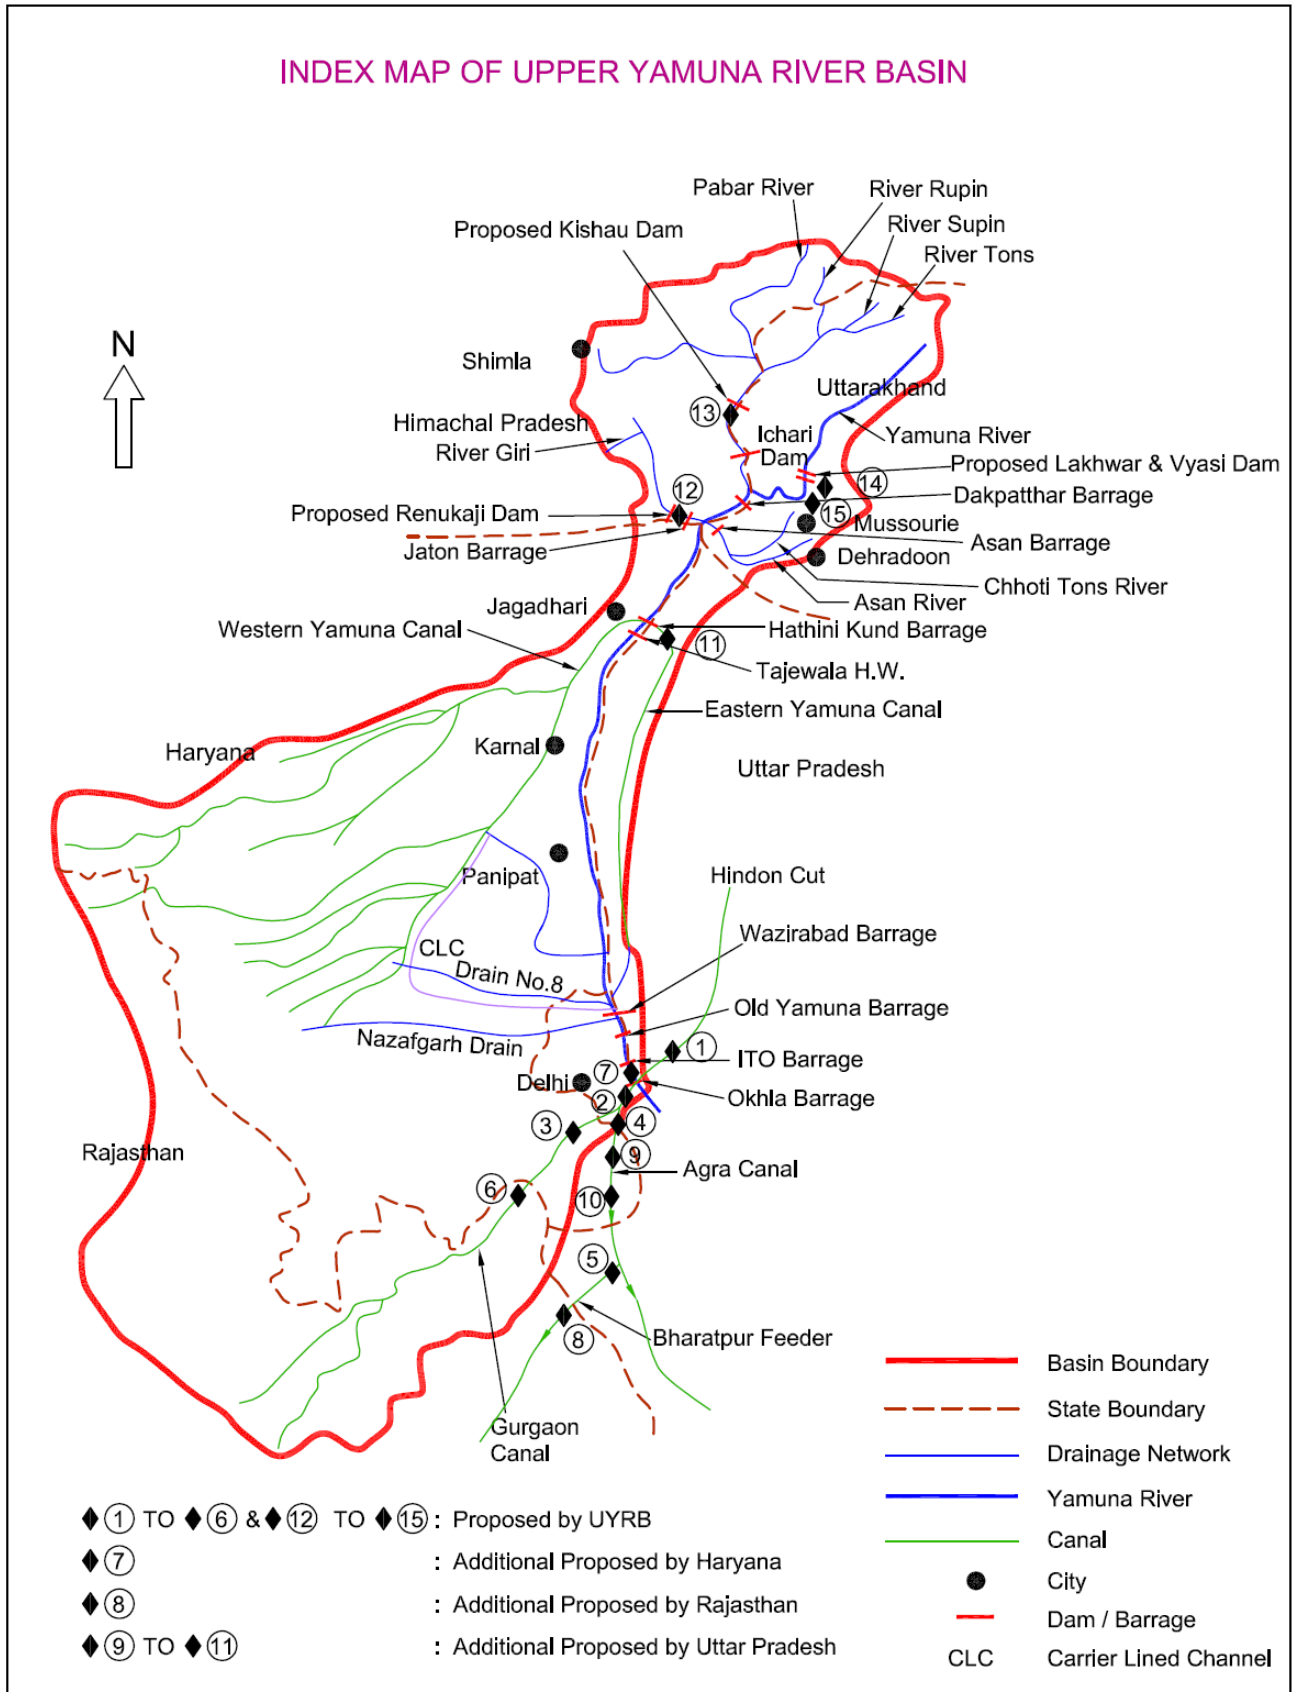 INDEX MAP OF UPPER YAMUNA RIVER BASIN
Pabar River
River Rupin
River Supin
River Tons
Proposed Kishau Dam
N
Shimla
Uttarakhand
13
Himachal Pradesh
River Giri
Ichari
Dam
Yamuna River
Proposed Lakhwar & Vyasi Dam
14
12
Dakpatthar Barrage
Proposed Renukaji Dam
15
Mussourie
Jaton Barrage
Asan Barrage
Dehradoon
Chhoti Tons River
Asan River
Jagadhari
Western Yamuna Canal
Hathini Kund Barrage
11
Tajewala H.W.
Eastern Yamuna Canal
Karnal
Haryana
Uttar Pradesh
Panipat
Hindon Cut
Wazirabad Barrage
CLC
Drain No.8
Old Yamuna Barrage
Nazafgarh Drain
1
ITO Barrage
7
Delhi
2
Okhla Barrage
3
4
Rajasthan
9
Agra Canal
6
10
5
Bharatpur Feeder
8
Gurgaon
Canal
Basin Boundary
State Boundary
Drainage Network
Yamuna River
Canal
City
Dam / Barrage
CLC Carrier Lined Channel
1 TO 6 & 12 TO 15 : Proposed by UYRB
7 : Additional Proposed by Haryana
8 : Additional Proposed by Rajasthan
9 TO 11 : Additional Proposed by Uttar Pradesh